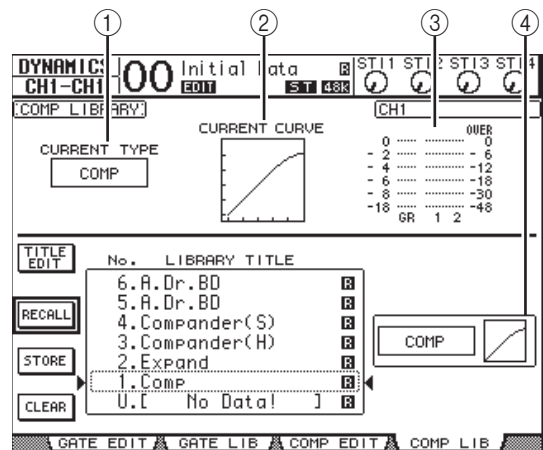 ① ② ③ ④
DYNAMICS 00 Initial Data R STI1 STI2 STI3 STI4
CH1-CH1 EDIT ST 48k
COMP LIBRARY CH1
CURRENT TYPE CURRENT CURVE OVER
COMP
0 0
- 2 - 6
- 4 -12
- 6 -18
- 8 -30
-18 -48
GR 1 2
TITLE EDIT
No. LIBRARY TITLE
6.A.Dr.BD R
5.A.Dr.BD R
RECALL
4.Compander(S) R
3.Compander(H) R
COMP
STORE
2.Expand R
1.Comp R
CLEAR
U.[ No Data! ] R
GATE EDIT GATE LIB COMP EDIT COMP LIB